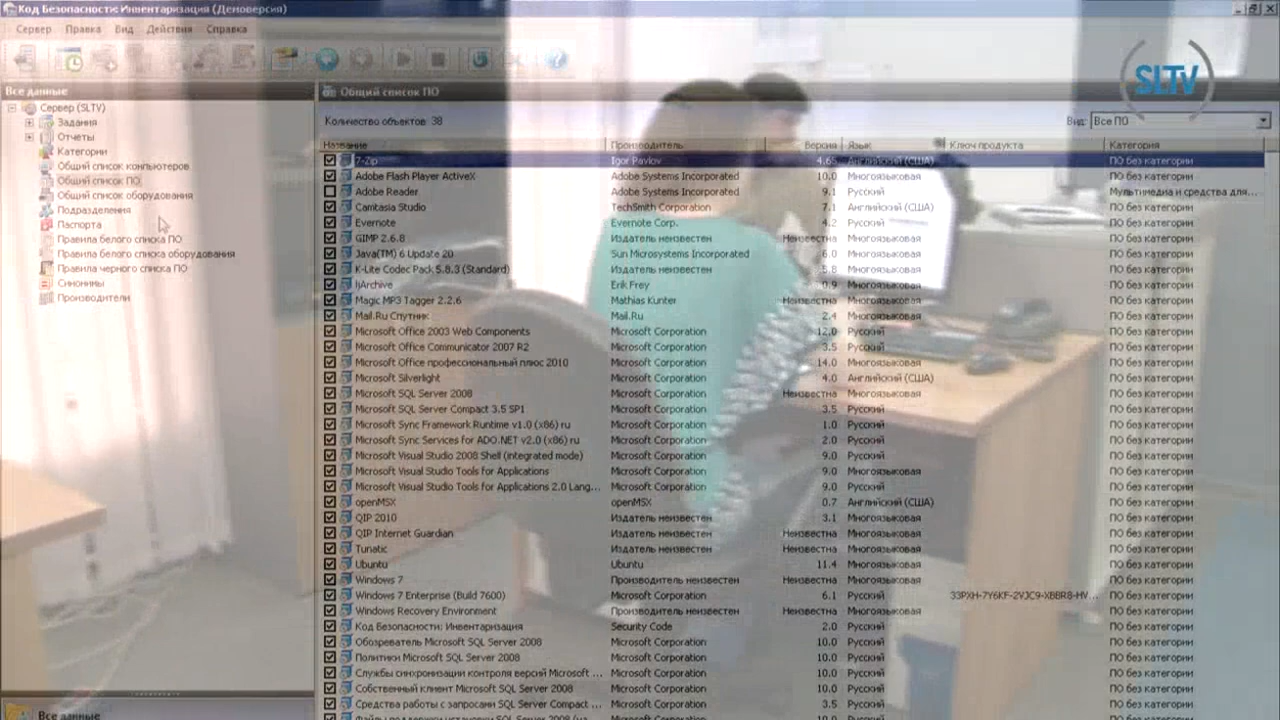 Код Безопасности: Инвентаризация (Демоверсия)
Сервер Правка Вид Действия Справка
SLTV
Все данные
Общий список ПО
Сервер (SLTV)
Задания
Отчеты
Категории
Общий список компьютеров
Общий список ПО
Общий список оборудования
Подразделения
Паспорта
Правила белого списка ПО
Правила белого списка оборудования
Правила черного списка ПО
Синонимы
Производители
Количество объектов: 38 Вид: Все ПО
Название Производитель Версия Язык Ключ продукта Категория
7-Zip Igor Pavlov 4.65 Английский (США) ПО без категории
Adobe Flash Player ActiveX Adobe Systems Incorporated 10.0 Многоязыковая ПО без категории
Adobe Reader Adobe Systems Incorporated 9.1 Русский Мультимедиа и средства для...
Camtasia Studio TechSmith Corporation 7.1 Английский (США) ПО без категории
Evernote Evernote Corp. 4.2 Русский ПО без категории
GIMP 2.6.8 Издатель неизвестен Неизвестна Многоязыковая ПО без категории
Java(TM) 6 Update 20 Sun Microsystems Incorporated 6.0 Многоязыковая ПО без категории
K-Lite Codec Pack 5.8.3 (Standard) Издатель неизвестен 5.8 Многоязыковая ПО без категории
ljArchive Erik Frey 0.9 Многоязыковая ПО без категории
Magic MP3 Tagger 2.2.6 Mathias Kunter Неизвестна Многоязыковая ПО без категории
Mail.Ru Спутник Mail.Ru 2.4 Многоязыковая ПО без категории
Microsoft Office 2003 Web Components Microsoft Corporation 12.0 Русский ПО без категории
Microsoft Office Communicator 2007 R2 Microsoft Corporation 3.5 Русский ПО без категории
Microsoft Office профессиональный плюс 2010 Microsoft Corporation 14.0 Многоязыковая ПО без категории
Microsoft Silverlight Microsoft Corporation 4.0 Английский (США) ПО без категории
Microsoft SQL Server 2008 Microsoft Corporation Неизвестна Многоязыковая ПО без категории
Microsoft SQL Server Compact 3.5 SP1 Microsoft Corporation 3.5 Русский ПО без категории
Microsoft Sync Framework Runtime v1.0 (x86) ru Microsoft Corporation 1.0 Русский ПО без категории
Microsoft Sync Services for ADO.NET v2.0 (x86) ru Microsoft Corporation 2.0 Русский ПО без категории
Microsoft Visual Studio 2008 Shell (integrated mode) Microsoft Corporation 9.0 Русский ПО без категории
Microsoft Visual Studio Tools for Applications Microsoft Corporation 9.0 Многоязыковая ПО без категории
Microsoft Visual Studio Tools for Applications 2.0 Lang... Microsoft Corporation 9.0 Русский ПО без категории
openMSX openMSX 0.7 Английский (США) ПО без категории
QIP 2010 Издатель неизвестен 3.1 Многоязыковая ПО без категории
QIP Internet Guardian Издатель неизвестен Неизвестна Многоязыковая ПО без категории
Tunatic Издатель неизвестен Неизвестна Многоязыковая ПО без категории
Ubuntu Ubuntu 11.4 Многоязыковая ПО без категории
Windows 7 Производитель неизвестен Неизвестна Многоязыковая ПО без категории
Windows 7 Enterprise (Build 7600) Microsoft Corporation 6.1 Русский ПО без категории
Windows Recovery Environment Производитель неизвестен Неизвестна Многоязыковая ПО без категории
Код Безопасности: Инвентаризация Security Code 2.0 Русский ПО без категории
Обозреватель Microsoft SQL Server 2008 Microsoft Corporation 10.0 Русский ПО без категории
Политики Microsoft SQL Server 2008 Microsoft Corporation 10.0 Русский ПО без категории
Службы синхронизации контроля версий Microsoft ... Microsoft Corporation 10.0 Русский ПО без категории
Собственный клиент Microsoft SQL Server 2008 Microsoft Corporation 10.0 Русский ПО без категории
Средства работы с запросами SQL Server Compact ... Microsoft Corporation 3.5 Русский ПО без категории
Microsoft Corporation 10.0 Русский ПО без категории
Все данные